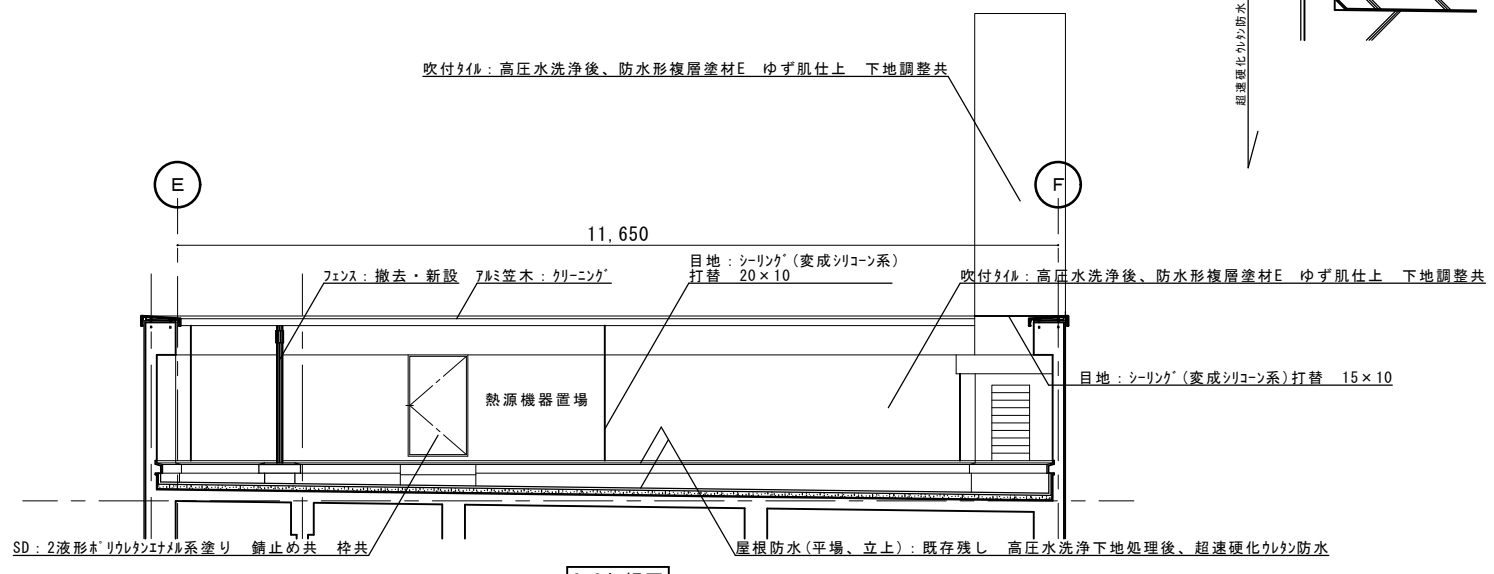 超速硬化ｳﾚﾀﾝ防水
吹付ﾀｲﾙ：高圧水洗浄後、防水形複層塗材E　ゆず肌仕上　下地調整共
E
F
11,650
ﾌｪﾝｽ：撤去・新設
ｱﾙﾐ笠木：ｸﾘｰﾆﾝｸﾞ
目地：ｼｰﾘﾝｸﾞ(変成ｼﾘｺｰﾝ系)
打替　20×10
吹付ﾀｲﾙ：高圧水洗浄後、防水形複層塗材E　ゆず肌仕上　下地調整共
目地：ｼｰﾘﾝｸﾞ(変成ｼﾘｺｰﾝ系)打替　15×10
熱源機器置場
SD：2液形ﾎﾟﾘｳﾚﾀﾝｴﾅﾒﾙ系塗り　錆止め共　枠共
屋根防水(平場、立上)：既存残し　高圧水洗浄下地処理後、超速硬化ｳﾚﾀﾝ防水